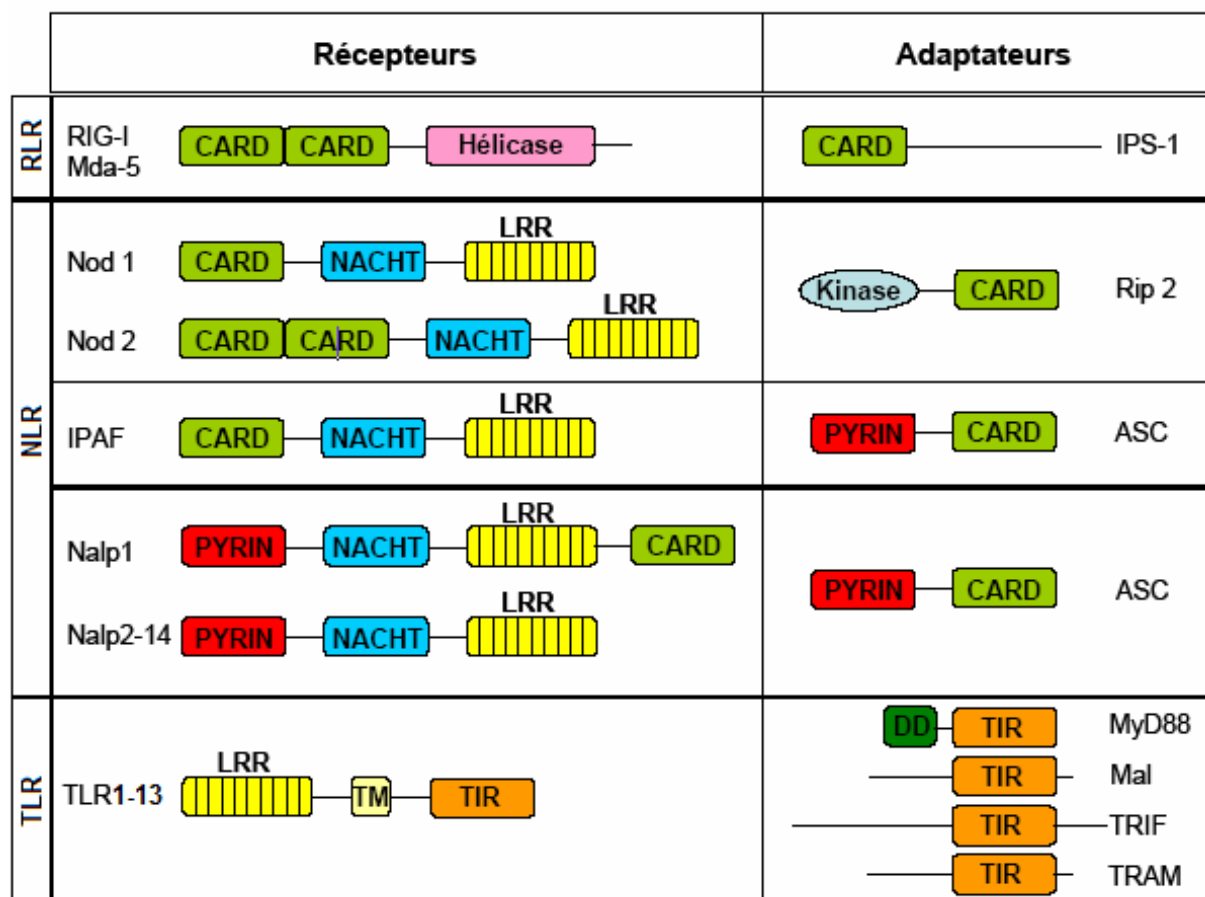 Récepteurs Adaptateurs
RLR
RIG-I
Mda-5
CARD CARD Hélicase
CARD
IPS-1
NLR
LRR
Nod 1 CARD NACHT
LRR
Nod 2 CARD CARD NACHT
Kinase CARD Rip 2
LRR
IPAF CARD NACHT
PYRIN CARD ASC
LRR
Nalp1 PYRIN NACHT CARD
LRR
Nalp2-14 PYRIN NACHT
PYRIN CARD ASC
TLR
LRR
TLR1-13 TM TIR
DD TIR MyD88
TIR Mal
TIR TRIF
TIR TRAM